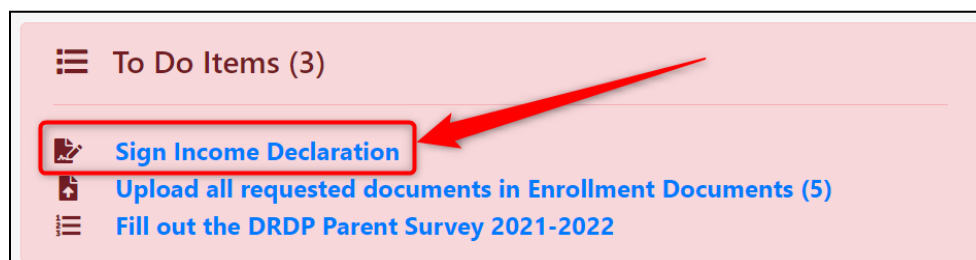 To Do Items (3)
Sign Income Declaration
Upload all requested documents in Enrollment Documents (5)
Fill out the DRDP Parent Survey 2021-2022